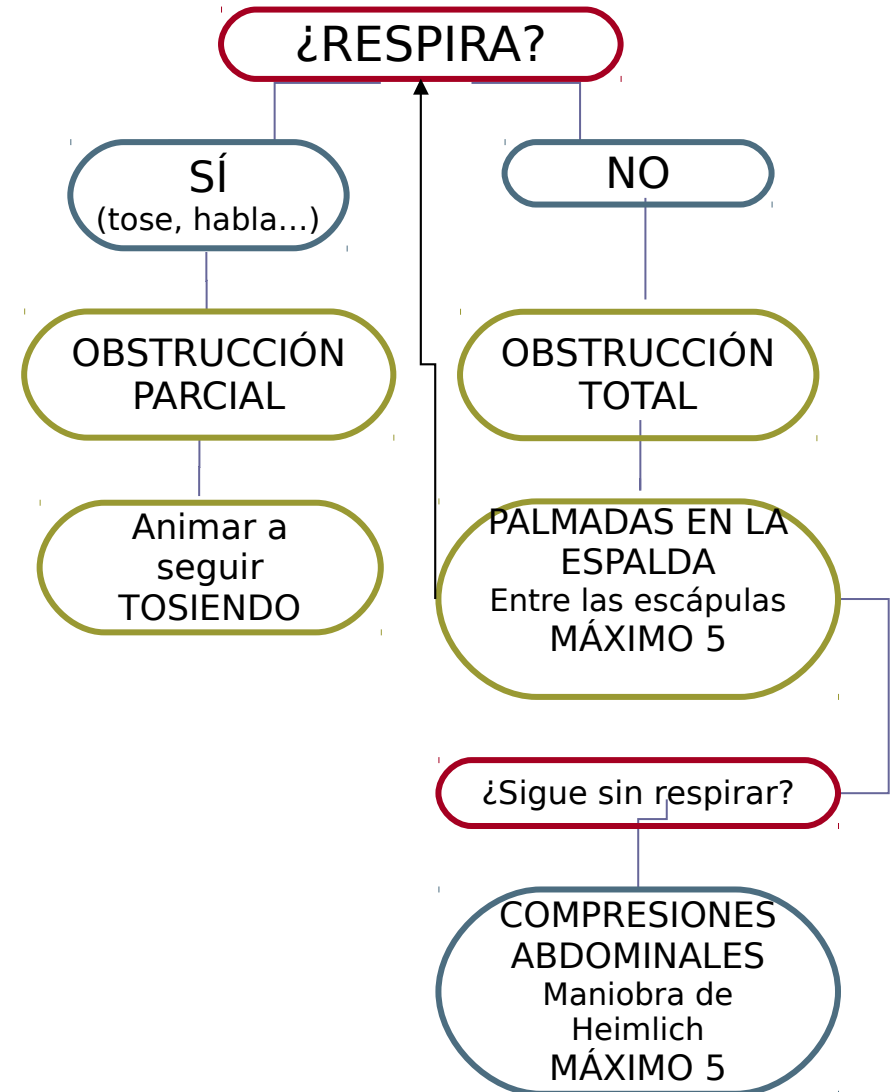 ¿RESPIRA?
SÍ
(tose, habla...)
NO
OBSTRUCCIÓN
PARCIAL
OBSTRUCCIÓN
TOTAL
Animar a
seguir
TOSIENDO
PALMADAS EN LA
ESPALDA
Entre las escápulas
MÁXIMO 5
¿Sigue sin respirar?
COMPRESIONES
ABDOMINALES
Maniobra de
Heimlich
MÁXIMO 5